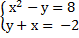 x² − y = 8
y + x = −2